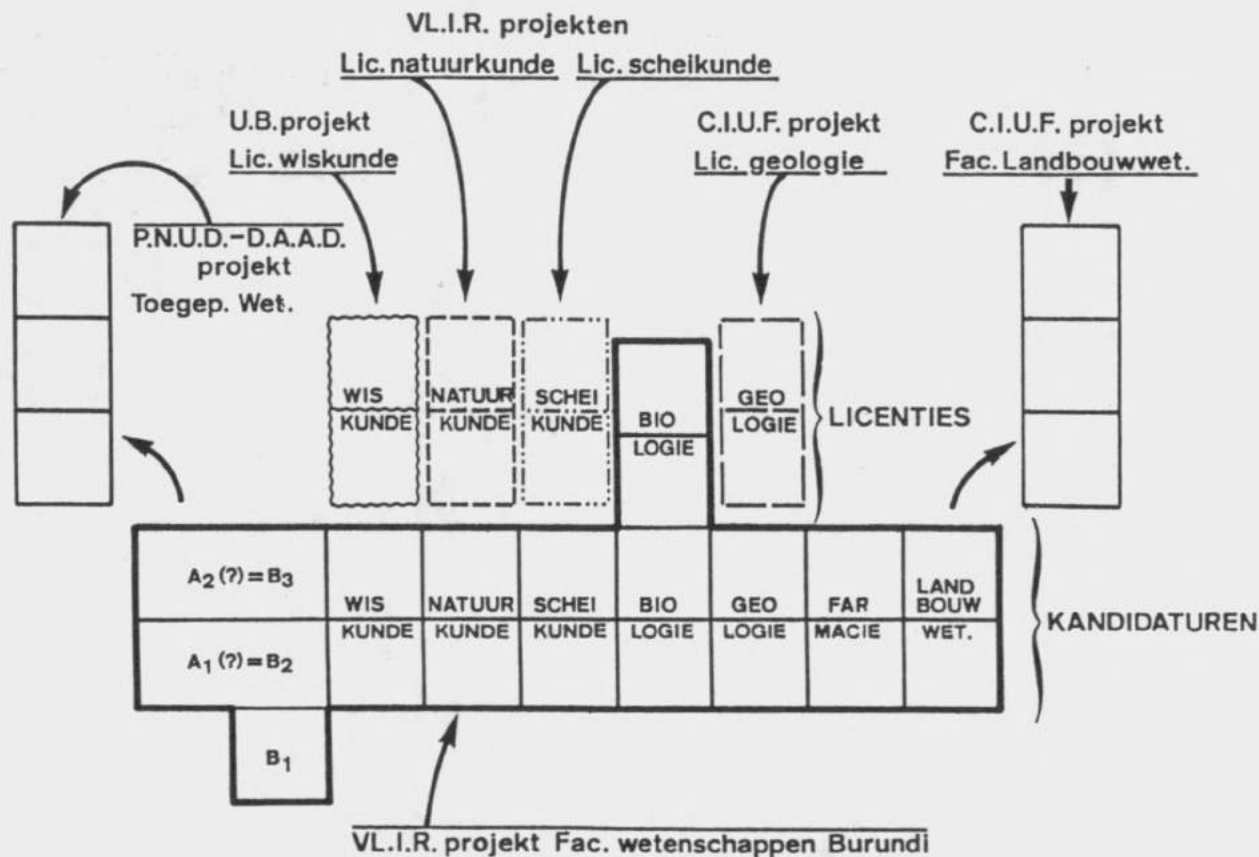 VL.I.R. projekten
Lic. natuurkunde
Lic. scheikunde
U.B. projekt
Lic. wiskunde
C.I.U.F. projekt
Lic. geologie
C.I.U.F. projekt
Fac. Landbouwwet.
P.N.U.D.-D.A.A.D.
projekt
Toegep. Wet.
WIS
KUNDE
NATUUR
KUNDE
SCHEI
KUNDE
BIO
LOGIE
GEO
LOGIE
LICENTIES
A2 (?) = B3
A1 (?) = B2
B1
WIS
KUNDE
NATUUR
KUNDE
SCHEI
KUNDE
BIO
LOGIE
GEO
LOGIE
FAR
MACIE
LAND
BOUW
WET.
KANDIDATUREN
VL.I.R. projekt Fac. wetenschappen Burundi